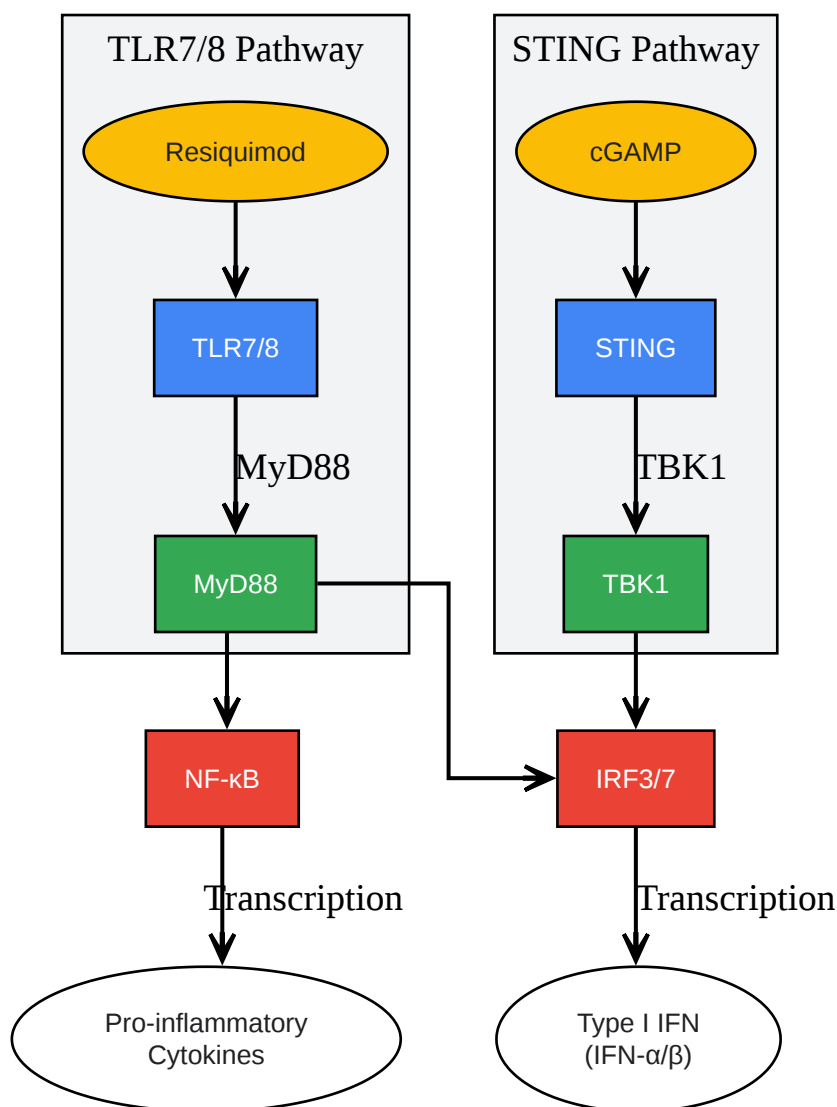 TLR7/8 Pathway
STING Pathway
Resiquimod
cGAMP
TLR7/8
STING
MyD88
TBK1
MyD88
TBK1
NF-κB
IRF3/7
Transcription
Transcription
Pro-inflammatory
Cytokines
Type I IFN
(IFN-α/β)